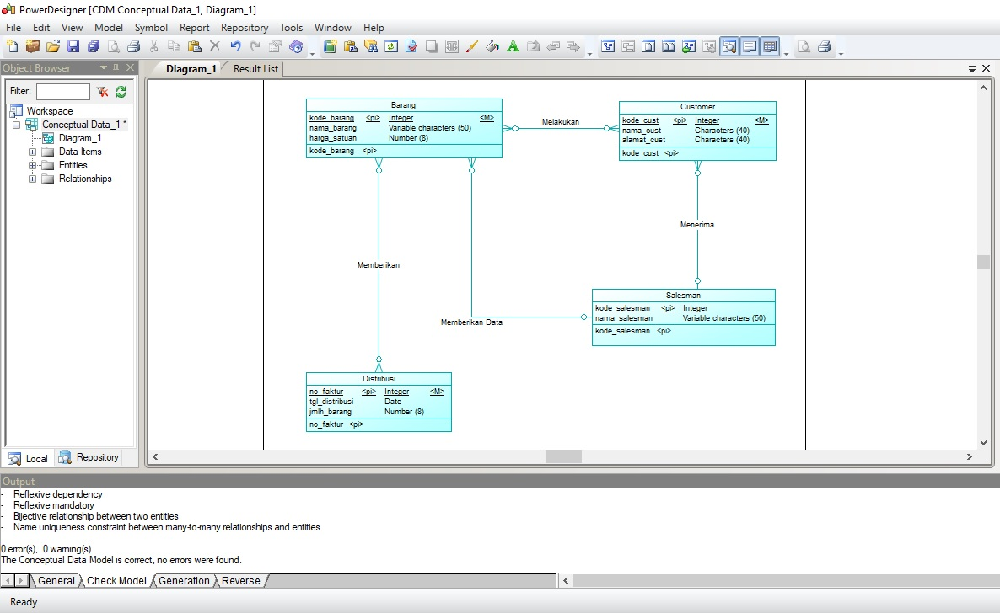 PowerDesigner [CDM Conceptual Data_1, Diagram_1]
File Edit View Model Symbol Report Repository Tools Window Help
Object Browser
Diagram_1 Result List
Filter:
Workspace
Conceptual Data_1 *
Diagram_1
Data Items
Entities
Relationships
Local Repository
Barang
kode_barang <pi> Integer <M>
nama_barang Variable characters (50)
harga_satuan Number (8)
kode_barang <pi>
Melakukan
Customer
kode_cust <pi> Integer <M>
nama_cust Characters (40)
alamat_cust Characters (40)
kode_cust <pi>
Menerima
Memberikan
Salesman
kode_salesman <pi> Integer
nama_salesman Variable characters (50)
kode_salesman <pi>
Memberikan Data
Distribusi
no_faktur <pi> Integer <M>
tgl_distribusi Date
jmlh_barang Number (8)
no_faktur <pi>
Output
- Reflexive dependency
- Reflexive mandatory
- Bijective relationship between two entities
- Name uniqueness constraint between many-to-many relationships and entities
0 error(s), 0 warning(s).
The Conceptual Data Model is correct, no errors were found.
General Check Model Generation Reverse
Ready